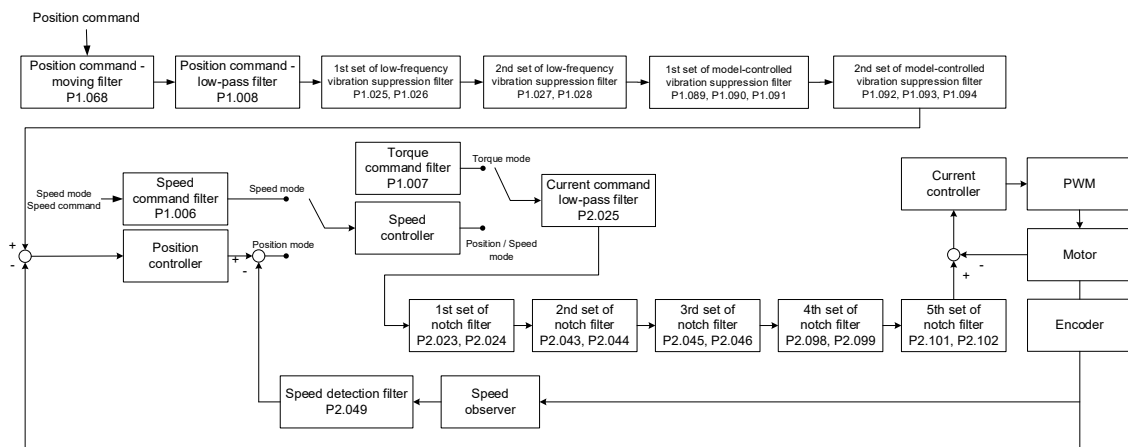 Position command
Position command -
moving filter
P1.068
Position command -
low-pass filter
P1.008
1st set of low-frequency
vibration suppression filter
P1.025, P1.026
2nd set of low-frequency
vibration suppression filter
P1.027, P1.028
1st set of model-controlled
vibration suppression filter
P1.089, P1.090, P1.091
2nd set of model-controlled
vibration suppression filter
P1.092, P1.093, P1.094
Torque
command filter
P1.007
Torque mode
Current command
low-pass filter
P2.025
Current
controller
PWM
Speed mode
Speed command
Speed
command filter
P1.006
Speed mode
Speed
controller
Position / Speed
mode
+
-
Position
controller
+
-
Position mode
Motor
-
+
1st set of
notch filter
P2.023, P2.024
2nd set of
notch filter
P2.043, P2.044
3rd set of
notch filter
P2.045, P2.046
4th set of
notch filter
P2.098, P2.099
5th set of
notch filter
P2.101, P2.102
Encoder
Speed detection filter
P2.049
Speed
observer